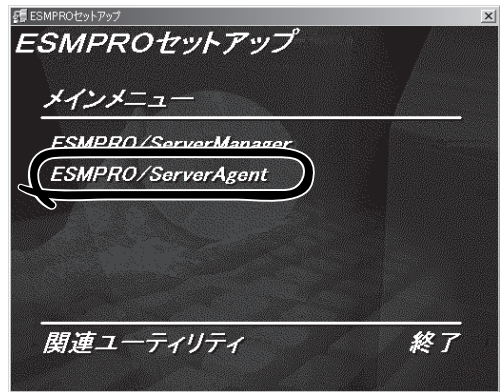 ESMPROセットアップ
ESMPROセットアップ
メインメニュー
ESMPRO/ServerManager
ESMPRO/ServerAgent
関連ユーティリティ 終了